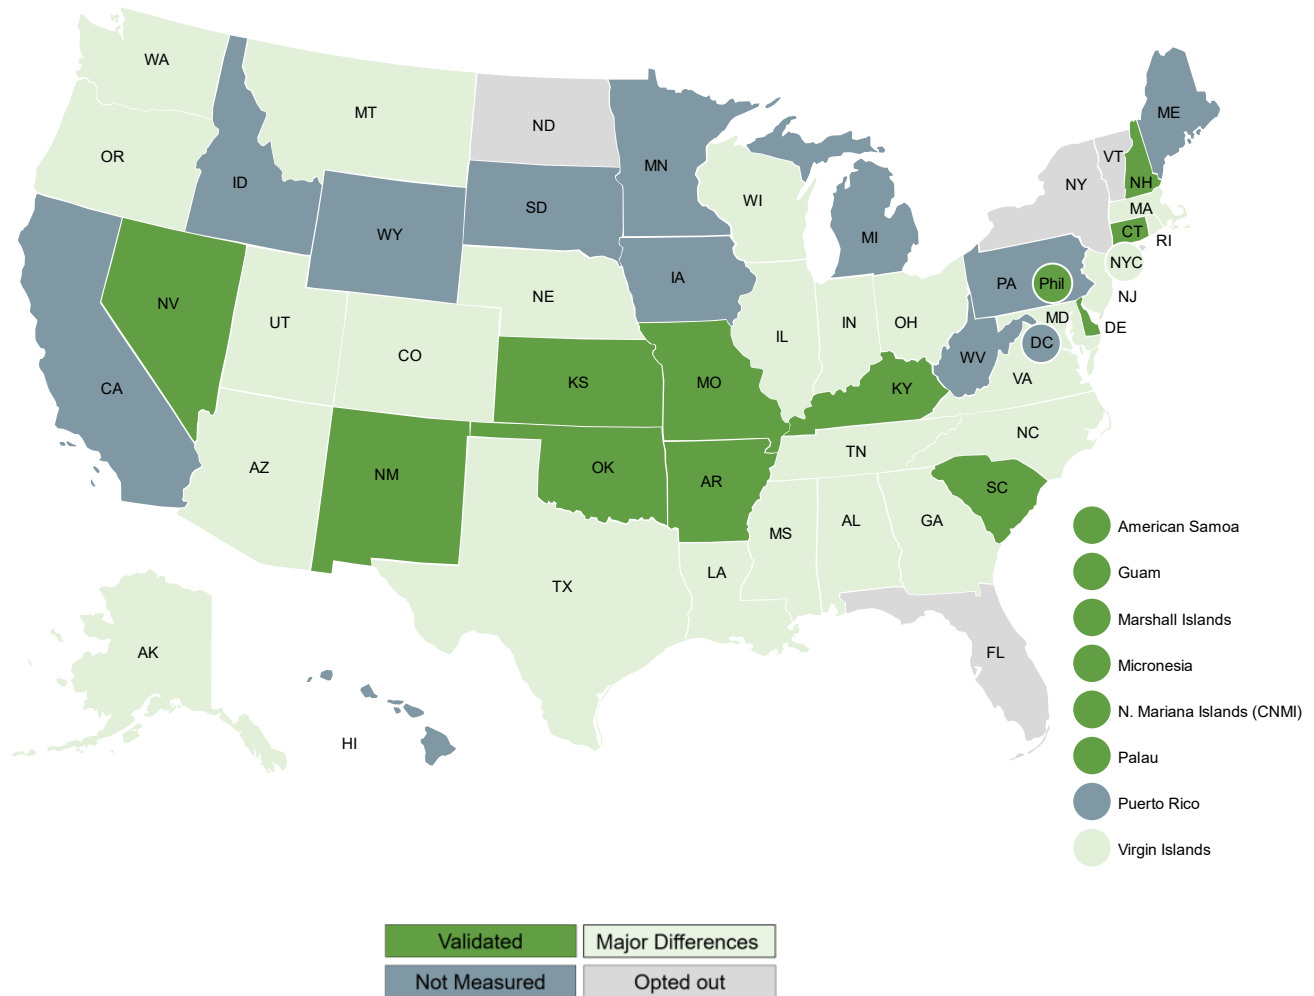 WA
MT
ND
MN
ME
OR
ID
SD
WI
MI
NY
VT
NH
MA
CT
RI
NYC
WY
IA
PA
Phil
NJ
NV
UT
NE
IL
IN
OH
MD
DE
DC
CA
CO
KS
MO
KY
WV
VA
AZ
NM
OK
AR
TN
NC
SC
TX
LA
MS
AL
GA
FL
AK
HI
American Samoa
Guam
Marshall Islands
Micronesia
N. Mariana Islands (CNMI)
Palau
Puerto Rico
Virgin Islands
Validated
Major Differences
Not Measured
Opted out